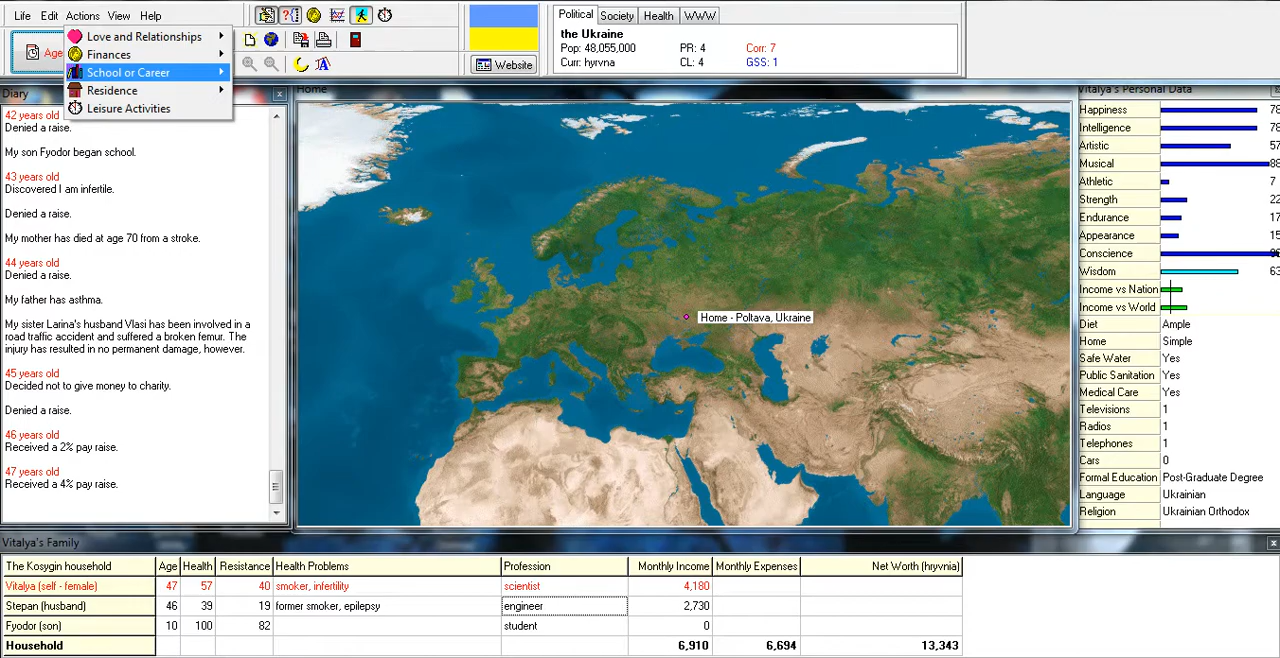 Life Edit Actions View Help
Age
Love and Relationships
Finances
School or Career
Residence
Leisure Activities
Website
Political Society Health WWW
the Ukraine
Pop: 48,055,000 PR: 4 Corr: 7
Curr: hyrvna CL: 4 GSS: 1
Diary
42 years old
Denied a raise.
My son Fyodor began school.
43 years old
Discovered I am infertile.
Denied a raise.
My mother has died at age 70 from a stroke.
44 years old
Denied a raise.
My father has asthma.
My sister Larina's husband Vlasi has been involved in a
road traffic accident and suffered a broken femur. The
injury has resulted in no permanent damage, however.
45 years old
Decided not to give money to charity.
Denied a raise.
46 years old
Received a 2% pay raise.
47 years old
Received a 4% pay raise.
Home
Home - Poltava, Ukraine
Vitalya's Personal Data
Happiness 78
Intelligence 78
Artistic 57
Musical 88
Athletic 7
Strength 22
Endurance 17
Appearance 15
Conscience
Wisdom 63
Income vs Nation
Income vs World
Diet Ample
Home Simple
Safe Water Yes
Public Sanitation Yes
Medical Care Yes
Televisions 1
Radios 1
Telephones 1
Cars 0
Formal Education Post-Graduate Degree
Language Ukrainian
Religion Ukrainian Orthodox
Vitalya's Family
The Kosygin household Age Health Resistance Health Problems Profession Monthly Income Monthly Expenses Net Worth (hryvnia)
Vitalya (self - female) 47 57 40 smoker, infertility scientist 4,180
Stepan (husband) 46 39 19 former smoker, epilepsy engineer 2,730
Fyodor (son) 10 100 82 student 0
Household 6,910 6,694 13,343